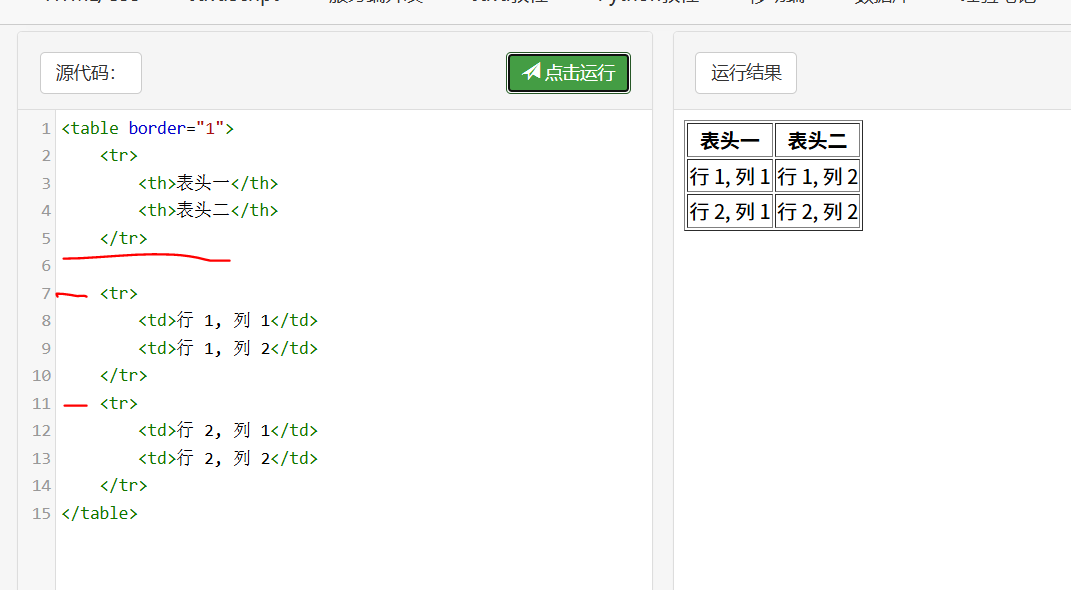 源代码:
点击运行
运行结果
1 <table border="1">
2 <tr>
3 <th>表头一</th>
4 <th>表头二</th>
5 </tr>
6
7 <tr>
8 <td>行 1, 列 1</td>
9 <td>行 1, 列 2</td>
10 </tr>
11 <tr>
12 <td>行 2, 列 1</td>
13 <td>行 2, 列 2</td>
14 </tr>
15 </table>
表头一 表头二
行 1, 列 1 行 1, 列 2
行 2, 列 1 行 2, 列 2